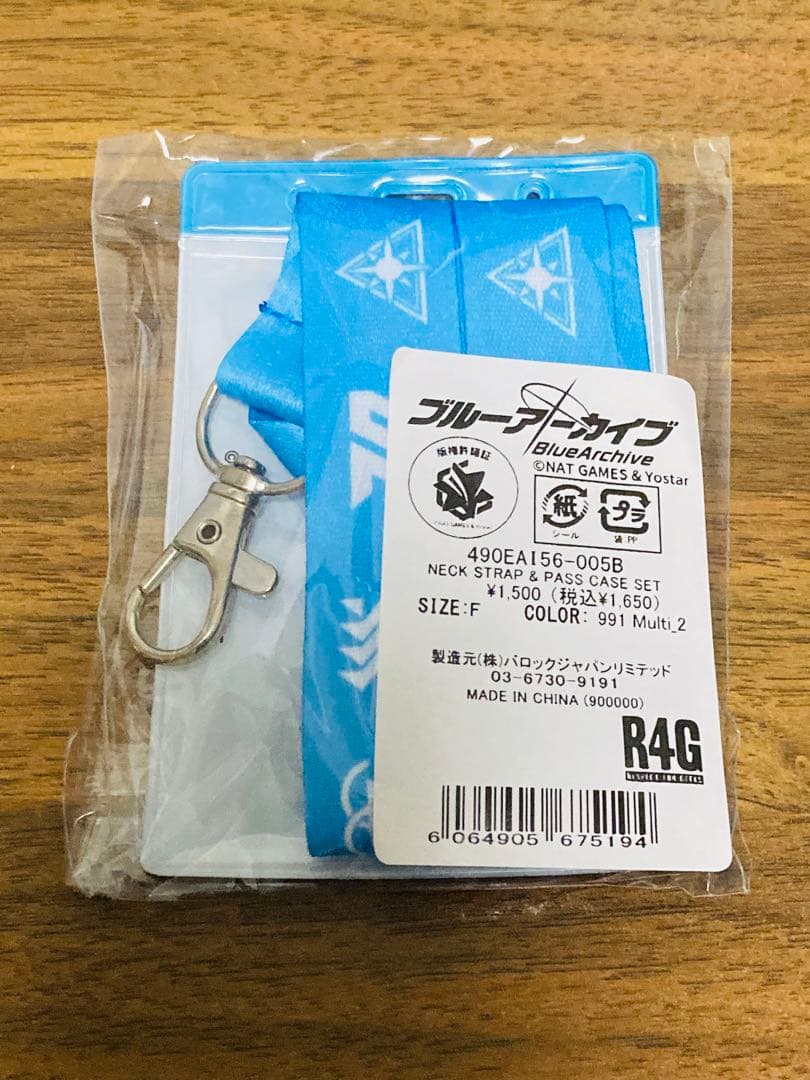 ブルーアーカイブ
BlueArchive
©NAT GAMES & Yostar
版権許諾証
紙
シール
プラ
袋:PP
490EAI56-005B
NECK STRAP & PASS CASE SET
¥1,500 (税込¥1,650)
SIZE:F COLOR: 991 Multi_2
製造元(株)バロックジャパンリミテッド
03-6730-9191
MADE IN CHINA (900000)
R4G
6 064905 675194